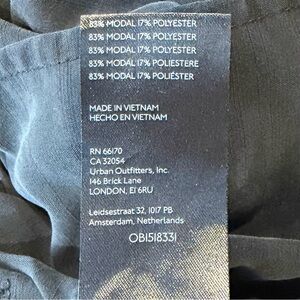 83% MODAL 17% POLYESTER
83% MODAL 17% POLYESTER
83% MODAL 17% POLYESTER
83% MODAL 17% POLIESTERE
83% MODAL 17% POLIÉSTER
MADE IN VIETNAM
HECHO EN VIETNAM
RN 66170
CA 32054
Urban Outfitters, Inc.
146 Brick Lane
LONDON, E1 6RU
Leidsestraat 32, 1017 PB
Amsterdam, Netherlands
OB1518331